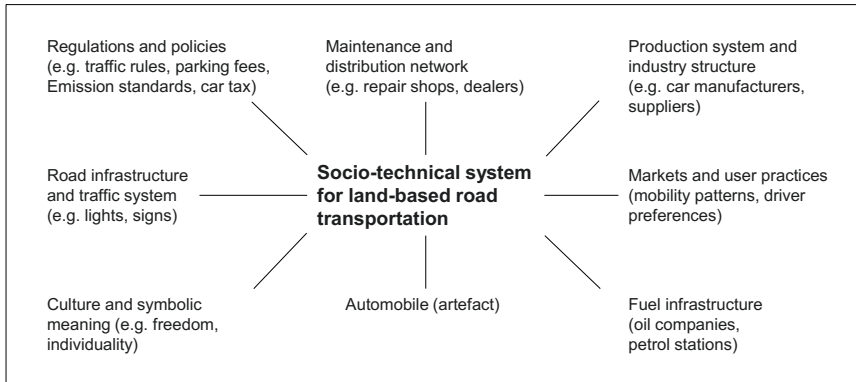 Regulations and policies
(e.g. traffic rules, parking fees,
Emission standards, car tax)
Maintenance and
distribution network
(e.g. repair shops, dealers)
Production system and
industry structure
(e.g. car manufacturers,
suppliers)
Road infrastructure
and traffic system
(e.g. lights, signs)
Socio-technical system
for land-based road
transportation
Markets and user practices
(mobility patterns, driver
preferences)
Culture and symbolic
meaning (e.g. freedom,
individuality)
Automobile (artefact)
Fuel infrastructure
(oil companies,
petrol stations)